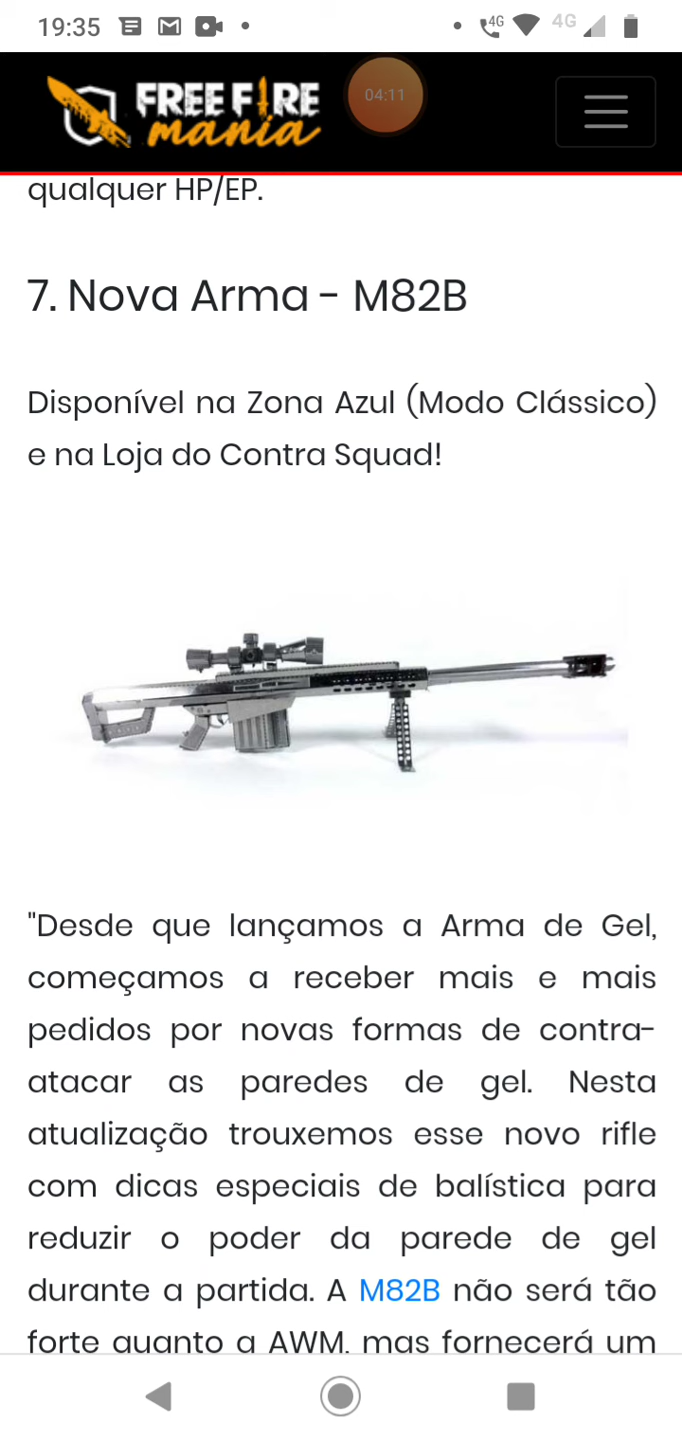 19:35
4G
4G
FREE FIRE
mania
04:11
qualquer HP/EP.
7. Nova Arma - M82B
Disponível na Zona Azul (Modo Clássico)
e na Loja do Contra Squad!
"Desde que lançamos a Arma de Gel,
começamos a receber mais e mais
pedidos por novas formas de contra-
atacar as paredes de gel. Nesta
atualização trouxemos esse novo rifle
com dicas especiais de balística para
reduzir o poder da parede de gel
durante a partida. A M82B não será tão
forte quanto a AWM, mas fornecerá um